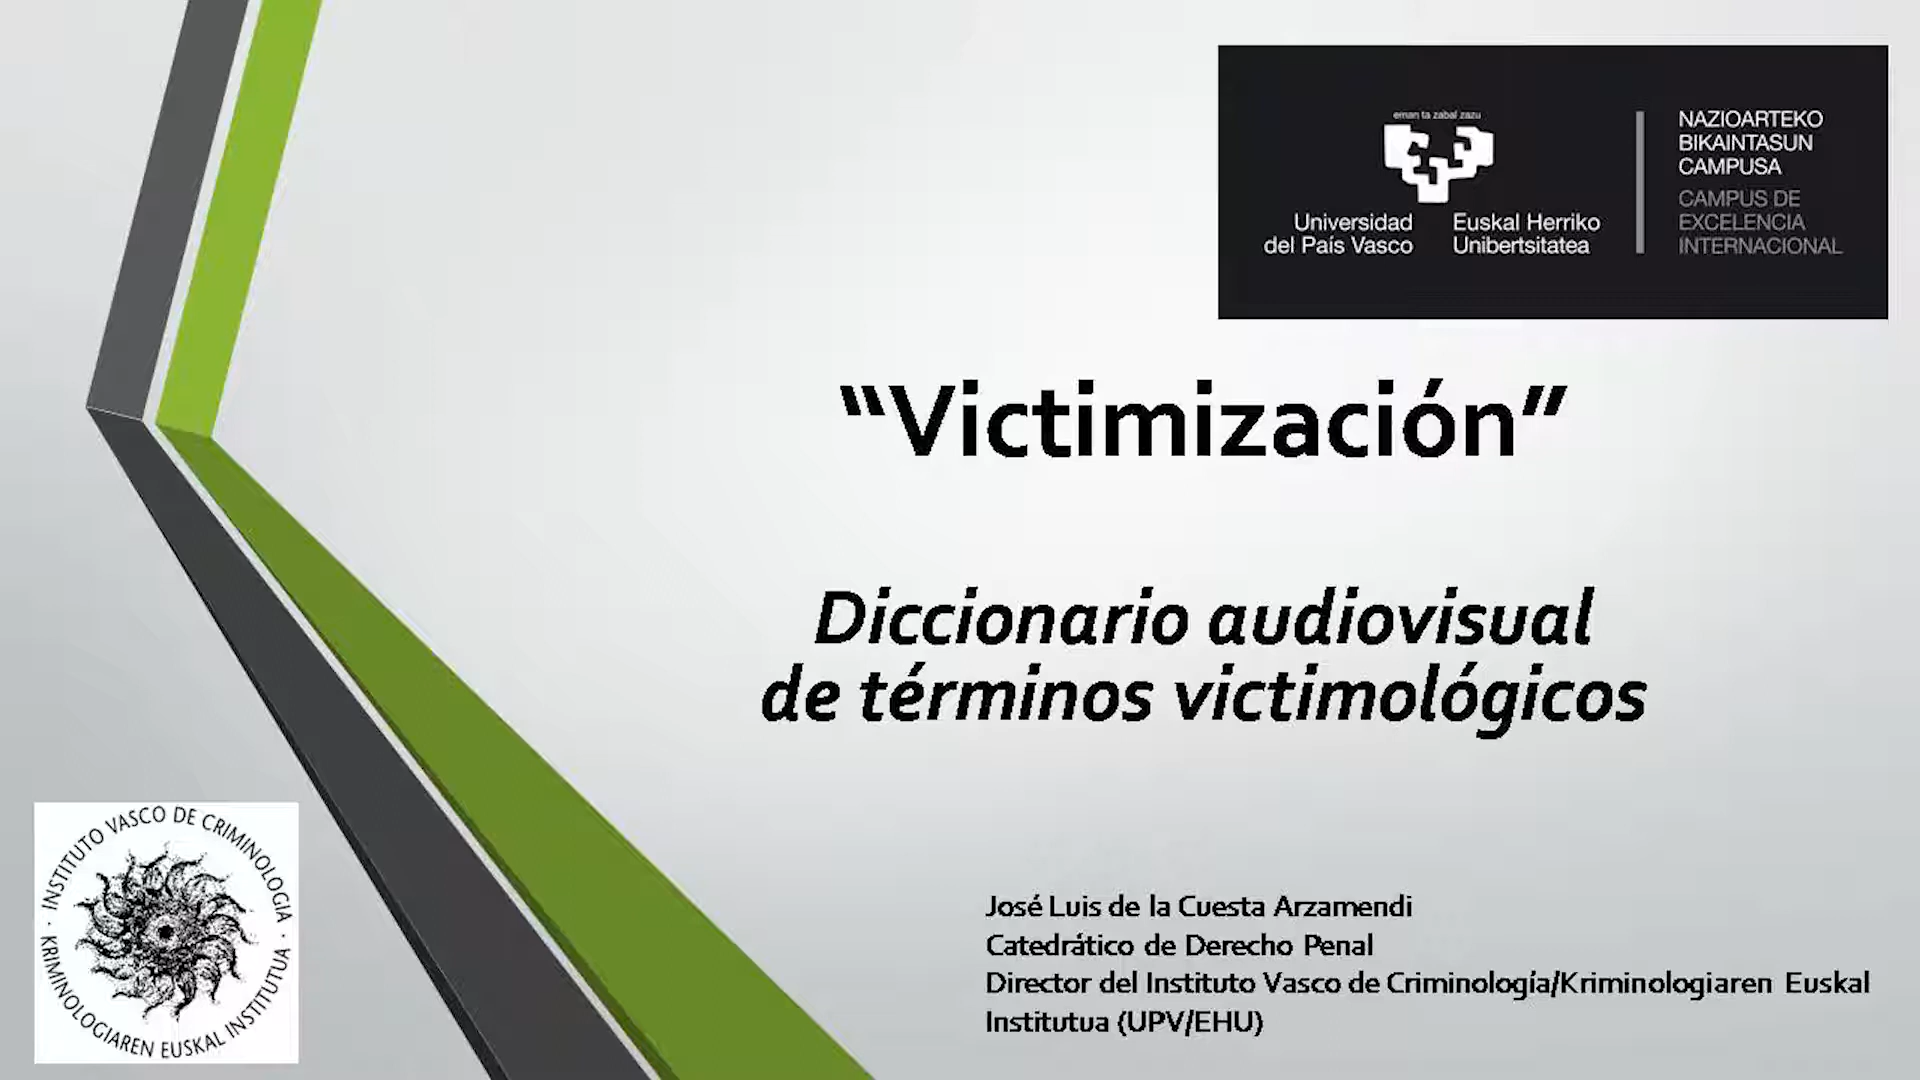 eman ta zabal zazu
Universidad
del País Vasco
Euskal Herriko
Unibertsitatea
NAZIOARTEKO
BIKAINTASUN
CAMPUSA
CAMPUS DE
EXCELENCIA
INTERNACIONAL
“Victimización”
Diccionario audiovisual
de términos victimológicos
INSTITUTO VASCO DE CRIMINOLOGIA
· KRIMINOLOGIAREN EUSKAL INSTITUTUA ·
José Luis de la Cuesta Arzamendi
Catedrático de Derecho Penal
Director del Instituto Vasco de Criminología/Kriminologiaren Euskal
Institutua (UPV/EHU)